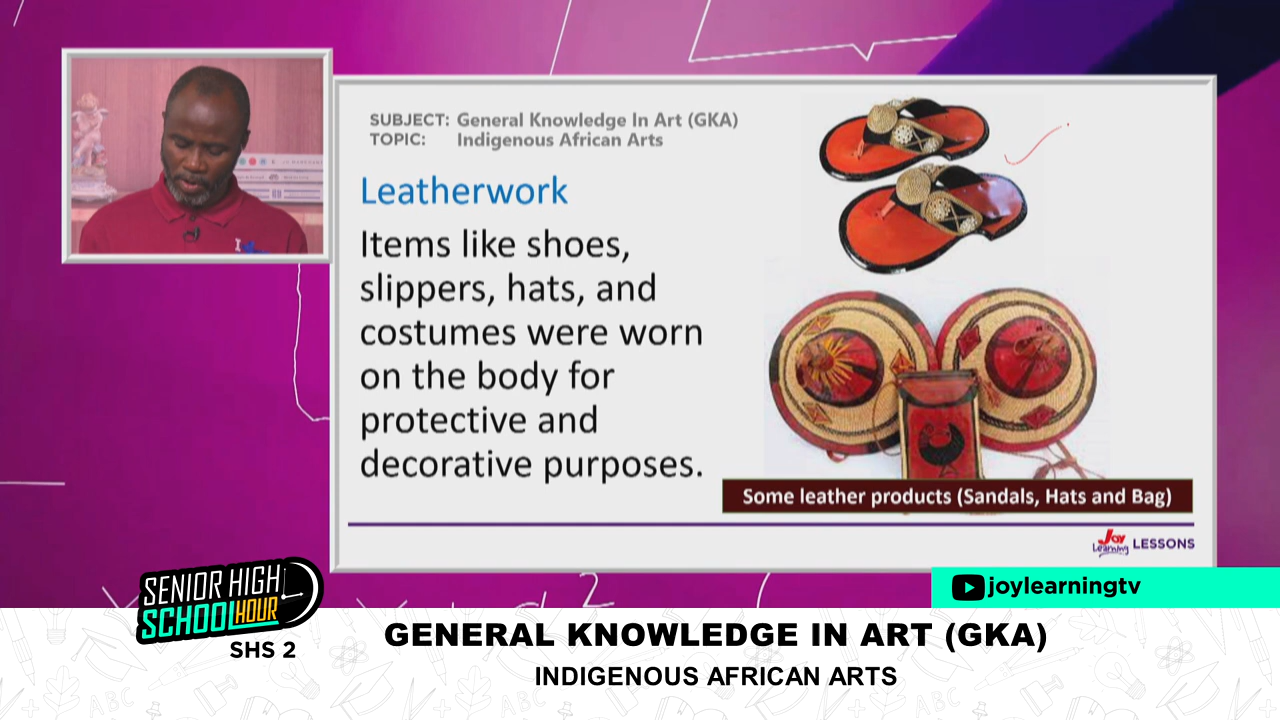 SUBJECT: General Knowledge In Art (GKA)
TOPIC: Indigenous African Arts
Leatherwork
Items like shoes,
slippers, hats, and
costumes were worn
on the body for
protective and
decorative purposes.
Some leather products (Sandals, Hats and Bag)
Joy
Learning
LESSONS
joylearningtv
SENIOR HIGH
SCHOOL HOUR
SHS 2
GENERAL KNOWLEDGE IN ART (GKA)
INDIGENOUS AFRICAN ARTS